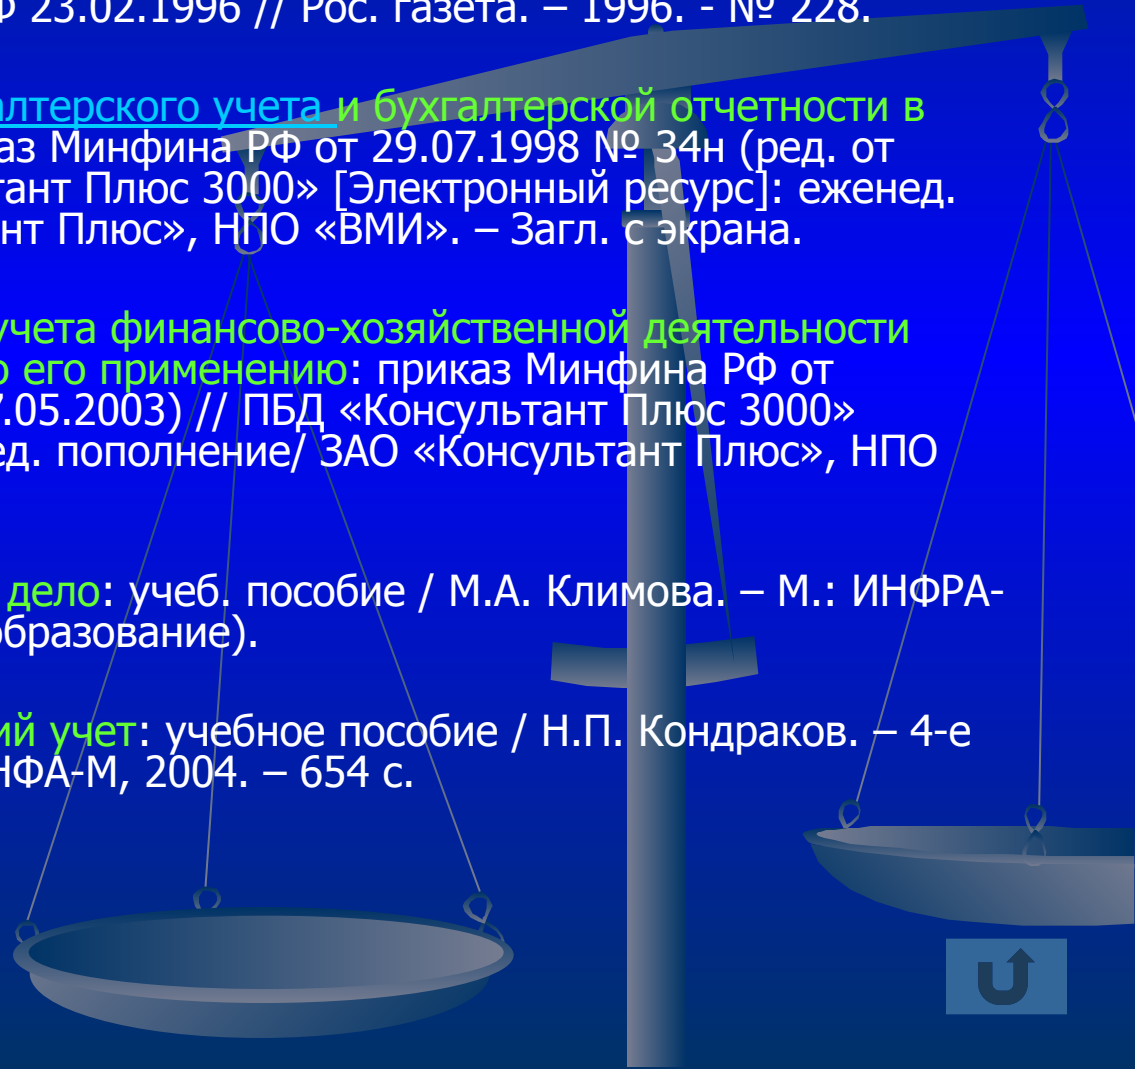 Ф 23.02.1996 // Рос. газета. – 1996. - № 228.
алтерского учета и бухгалтерской отчетности в
аз Минфина РФ от 29.07.1998 № 34н (ред. от
тант Плюс 3000» [Электронный ресурс]: еженед.
нт Плюс», НПО «ВМИ». – Загл. с экрана.
учета финансово-хозяйственной деятельности
о его применению: приказ Минфина РФ от
7.05.2003) // ПБД «Консультант Плюс 3000»
ед. пополнение/ ЗАО «Консультант Плюс», НПО
дело: учеб. пособие / М.А. Климова. – М.: ИНФРА-
образование).
ий учет: учебное пособие / Н.П. Кондраков. – 4-е
НФА-М, 2004. – 654 с.